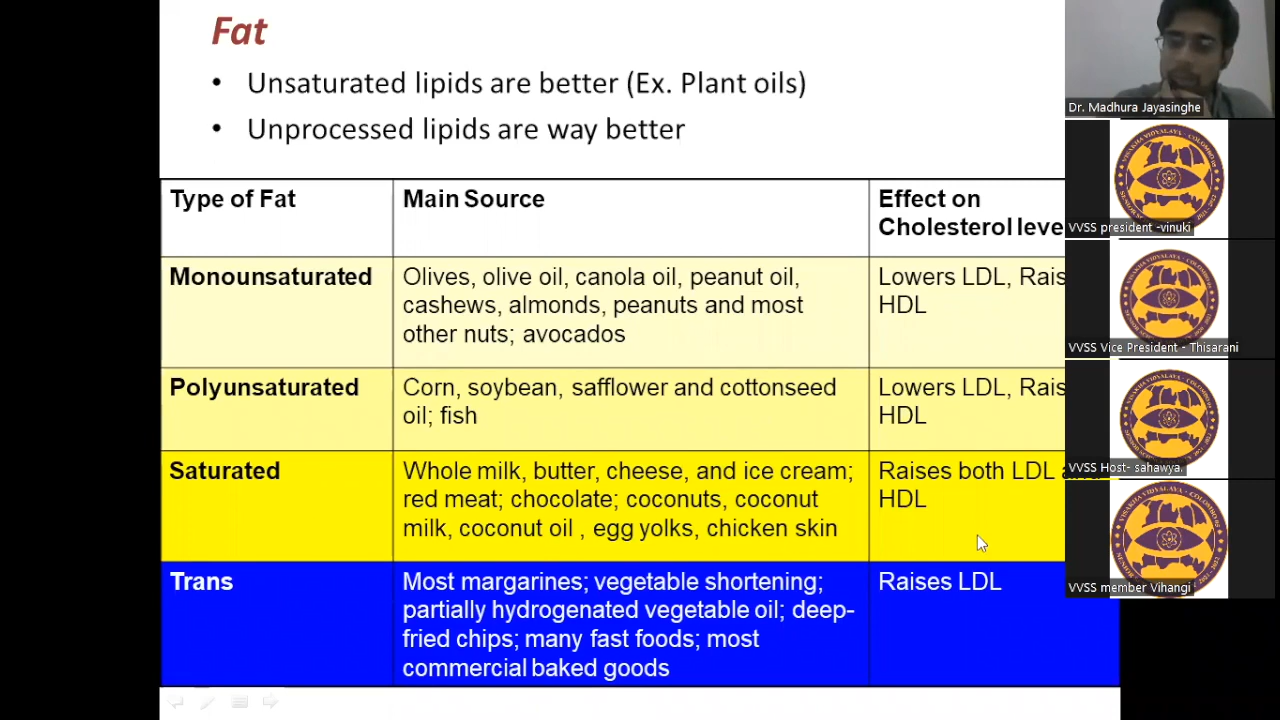 Fat
• Unsaturated lipids are better (Ex. Plant oils)
• Unprocessed lipids are way better
Type of Fat
Main Source
Effect on
Cholesterol leve
Monounsaturated
Olives, olive oil, canola oil, peanut oil,
cashews, almonds, peanuts and most
other nuts; avocados
Lowers LDL, Rais
HDL
Polyunsaturated
Corn, soybean, safflower and cottonseed
oil; fish
Lowers LDL, Rais
HDL
Saturated
Whole milk, butter, cheese, and ice cream;
red meat; chocolate; coconuts, coconut
milk, coconut oil , egg yolks, chicken skin
Raises both LDL
HDL
Trans
Most margarines; vegetable shortening;
partially hydrogenated vegetable oil; deep-
fried chips; many fast foods; most
commercial baked goods
Raises LDL
Dr. Madhura Jayasinghe
VVSS president -vinuki
VVSS Vice President - Thisarani
VVSS Host- sahawya.
VVSS member Vihangi